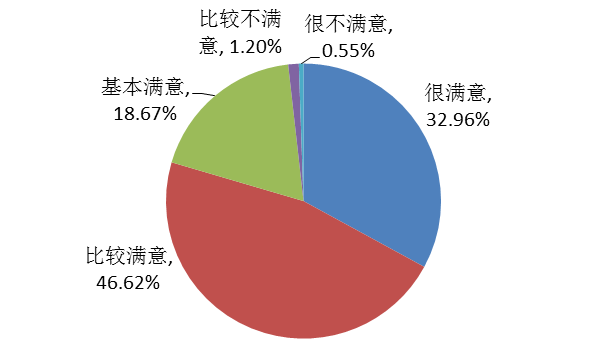 比较不满
意, 1.20%
很不满意,
0.55%
基本满意,
18.67%
很满意,
32.96%
比较满意,
46.62%